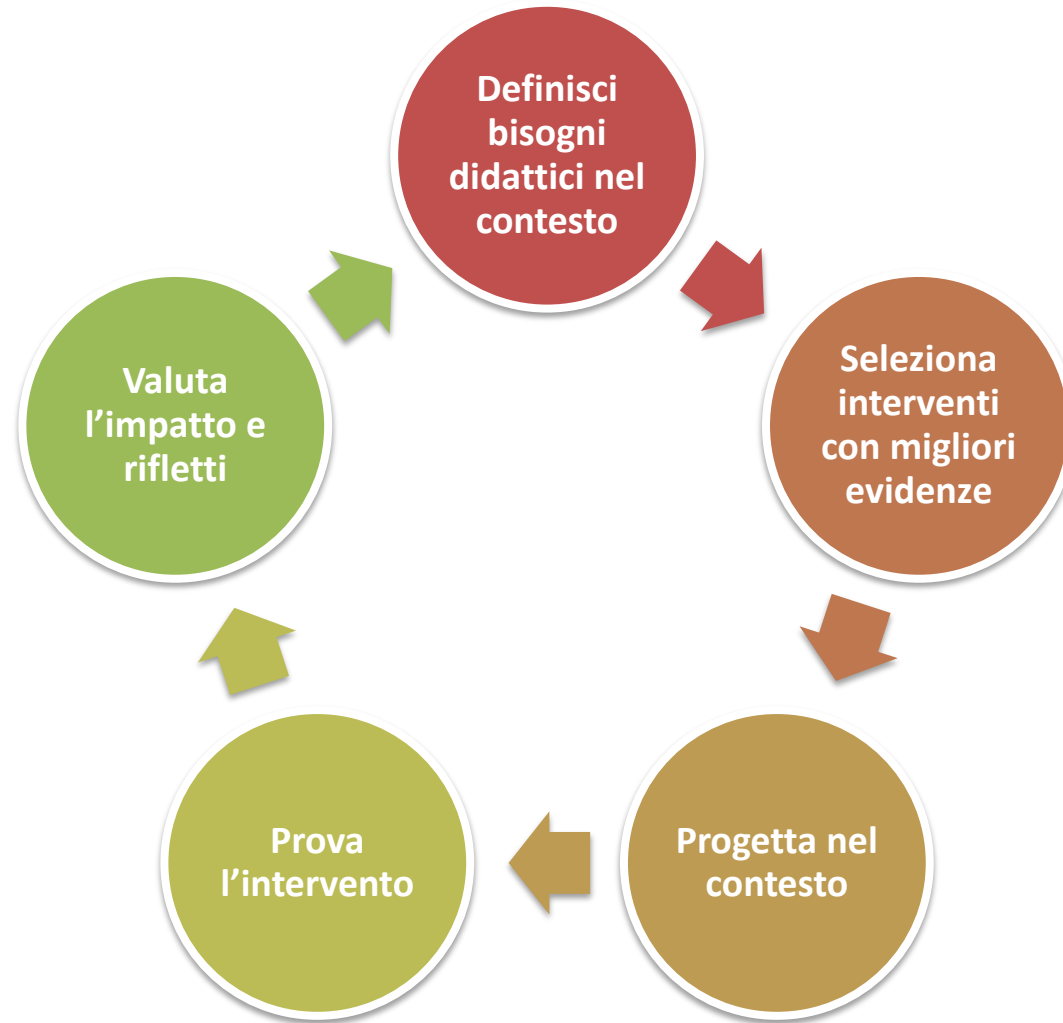 Definisci
bisogni
didattici nel
contesto
Seleziona
interventi
con migliori
evidenze
Progetta nel
contesto
Prova
l’intervento
Valuta
l’impatto e
rifletti